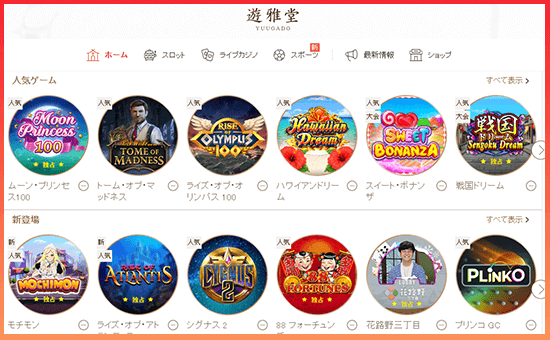 遊雅堂
YUUGADO
ホーム スロット ライブカジノ スポーツ 新 最新情報 ショップ
人気ゲーム すべて表示
人気 人気 人気 人気 人気 大会 人気 大会
Moon Princess 100 ★ 独占 ★
TOME OF MADNESS
RISE OF OLYMPUS 100 ★ 独占 ★
Hawaiian Dream
SWEET BONANZA
戦国ドリーム Sengoku Dream ★ 独占 ★
ムーン・プリンセス100
トーム・オブ・マッドネス
ライズ・オブ・オリンパス 100
ハワイアンドリーム
スイート・ボナンザ
戦国ドリーム
新登場 すべて表示
新 人気 人気 人気 人気 人気 人気
MOCHIMON ★ 独占 ★
ATLANTIS
CYGNUS 2
88 FORTUNES ★ 独占 ★
花路野 ★ 独占 ★
PLINKO
モチモン
ライズ・オブ・アト
シグナス 2
88 フォーチュン
花路野三丁目
プリンコ GC